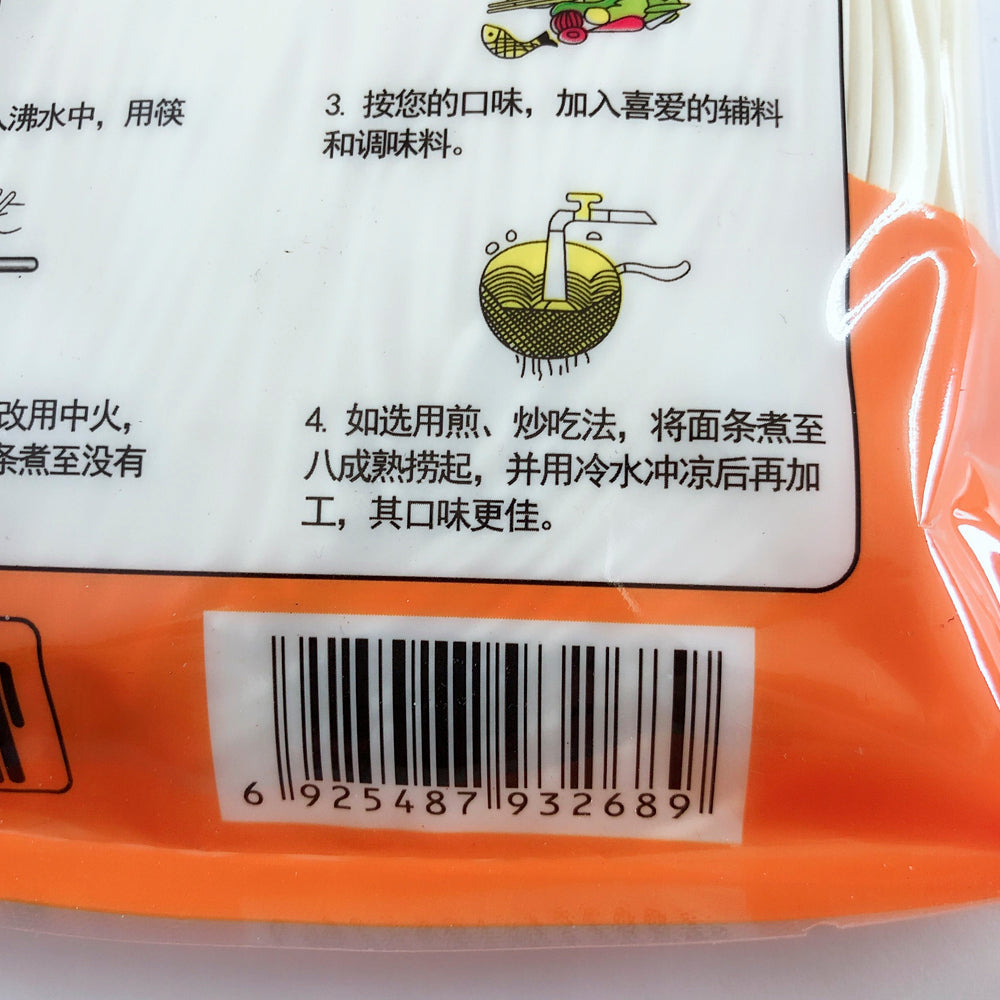 入沸水中，用筷
3. 按您的口味，加入喜爱的辅料
和调味料。
改用中火，
条煮至没有
4. 如选用煎、炒吃法，将面条煮至
八成熟捞起，并用冷水冲凉后再加
工，其口味更佳。
6 925487 932689